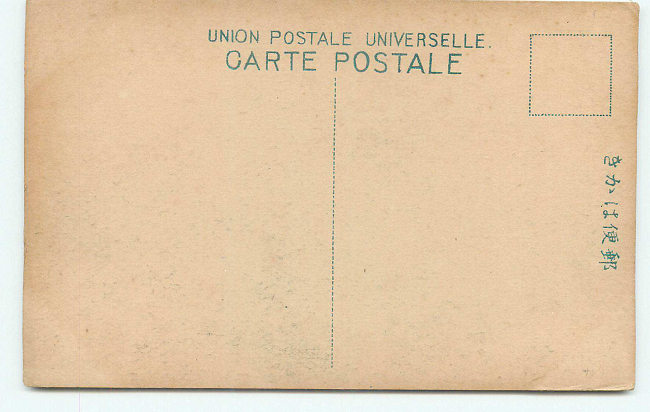 UNION POSTALE UNIVERSELLE.
CARTE POSTALE
郵便はかき